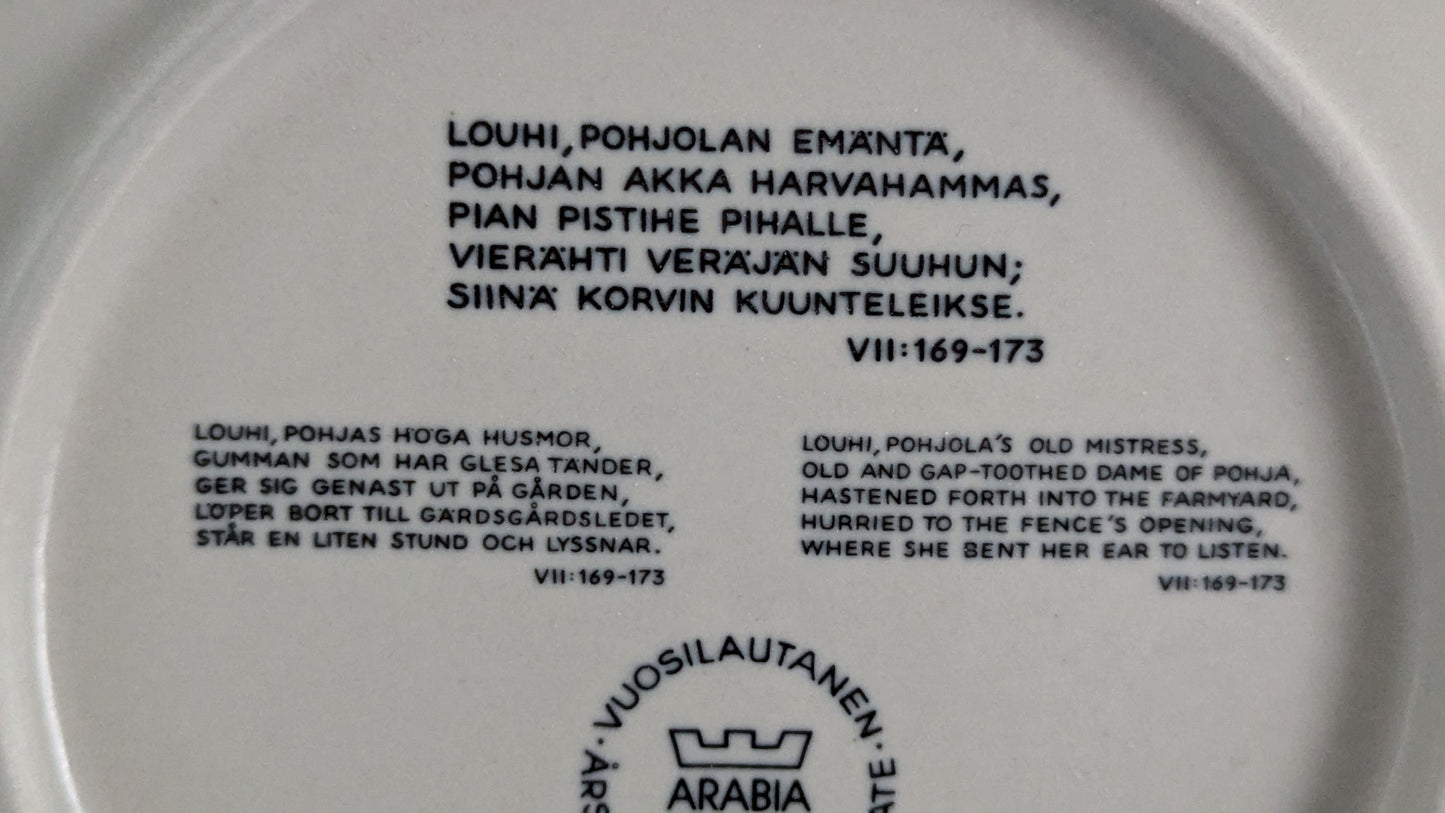 LOUHI, POHJOLAN EMÄNTÄ,
POHJAN AKKA HARVAHAMMAS,
PIAN PISTIHE PIHALLE,
VIERÄHTI VERÄJÄN SUUHUN;
SIINÄ KORVIN KUUNTELEIKSE.
VII:169-173
LOUHI, POHJAS HÖGA HUSMOR,
GUMMAN SOM HAR GLESA TÄNDER,
GER SIG GENAST UT PÅ GÅRDEN,
LÖPER BORT TILL GÄRDSGÅRDSLEDET,
STÅR EN LITEN STUND OCH LYSSNAR.
VII:169-173
LOUHI, POHJOLA'S OLD MISTRESS,
OLD AND GAP-TOOTHED DAME OF POHJA,
HASTENED FORTH INTO THE FARMYARD,
HURRIED TO THE FENCE'S OPENING,
WHERE SHE BENT HER EAR TO LISTEN.
VII:169-173
· VUOSILAUTANEN ·
ARABIA